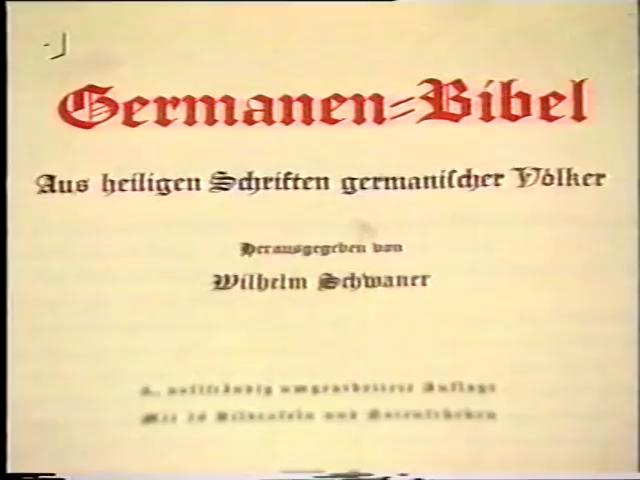 Germanen=Bibel
Aus heiligen Schriften germanischer Völker
Herausgegeben von
Wilhelm Schwaner
vollständig umgearbeitete Auflage
Mit Bildtafeln und